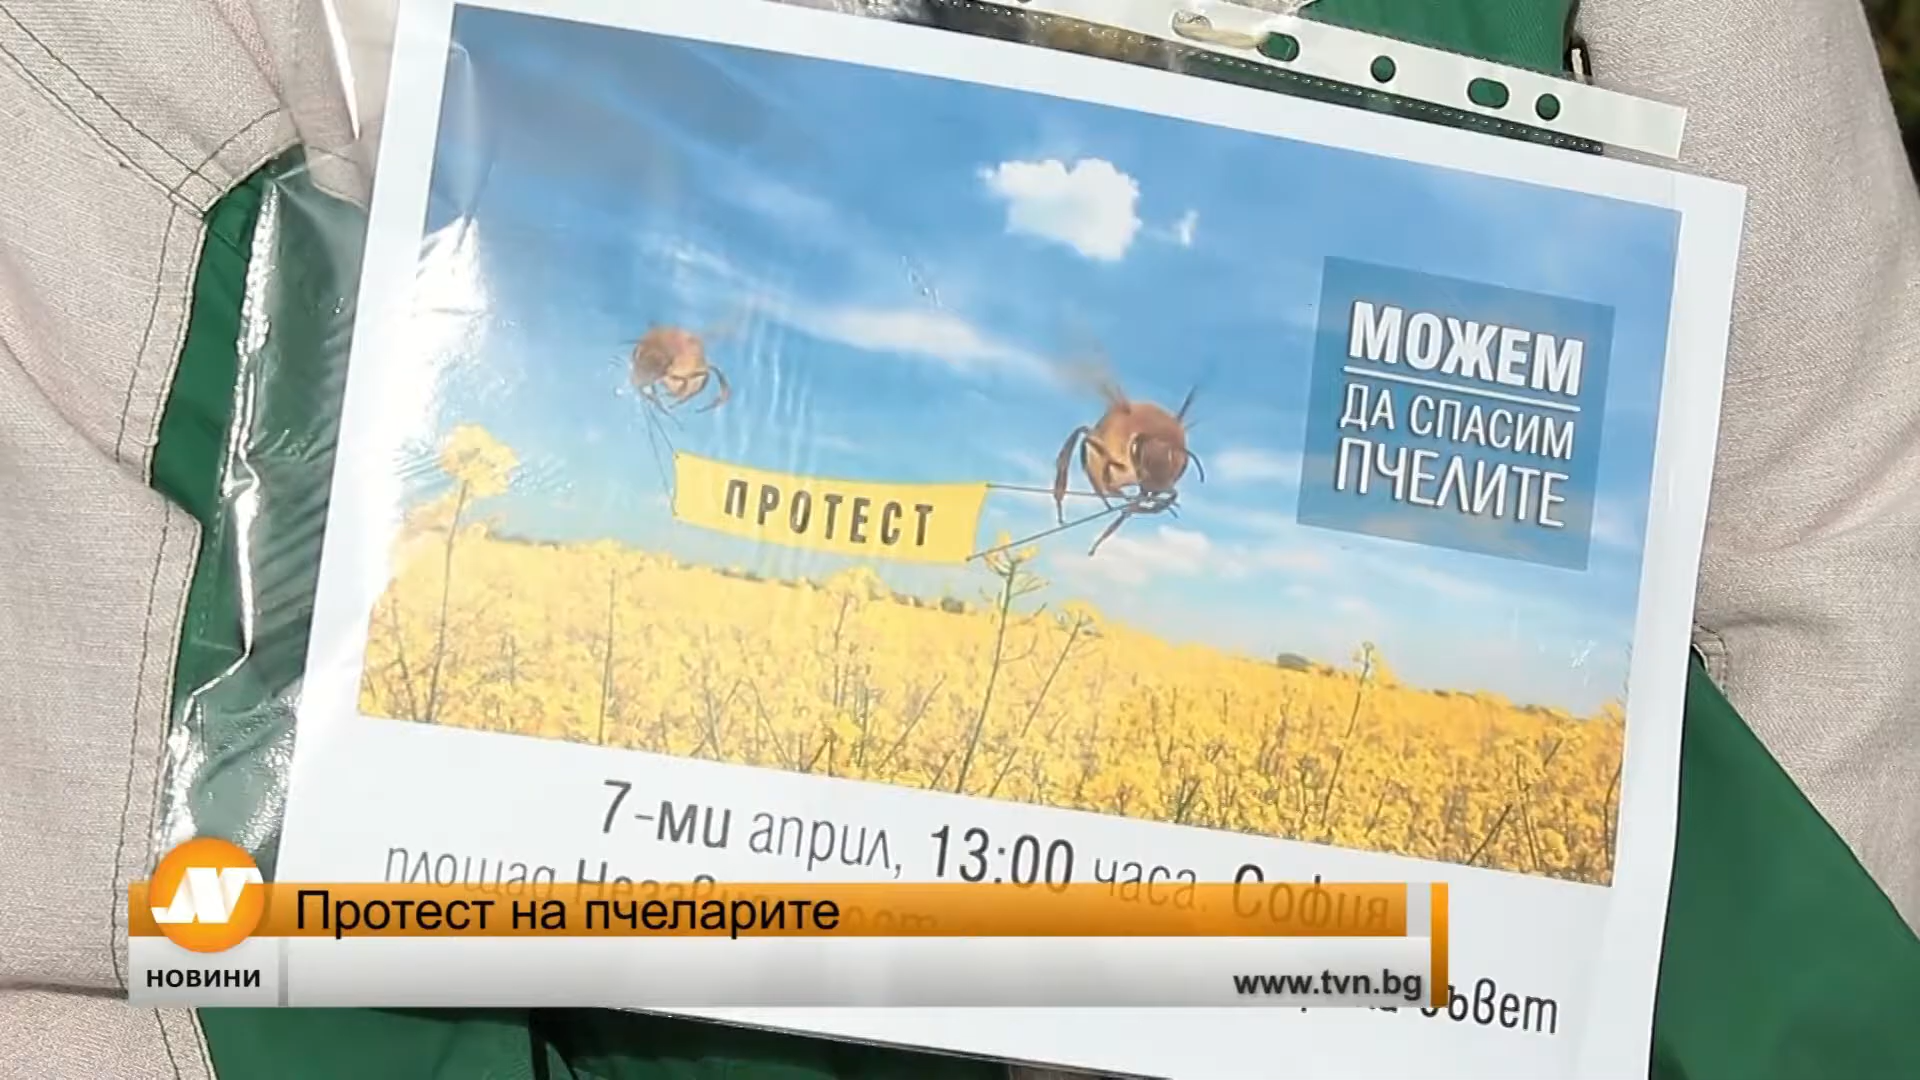 МОЖЕМ
ДА СПАСИМ
ПЧЕЛИТЕ
ПРОТЕСТ
7-ми април, 13:00 часа. София
площад
Протест на пчеларите
НОВИНИ
www.tvn.bg